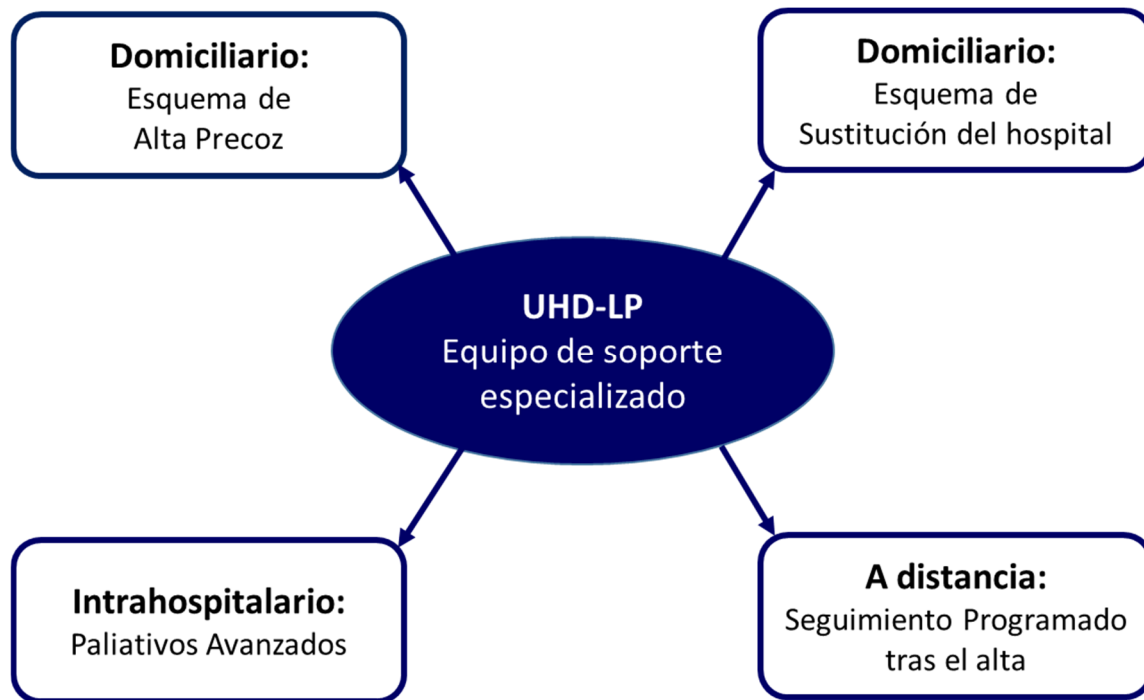 Domiciliario:
Esquema de
Alta Precoz
Domiciliario:
Esquema de
Sustitución del hospital
UHD-LP
Equipo de soporte
especializado
Intrahospitalario:
Paliativos Avanzados
A distancia:
Seguimiento Programado
tras el alta